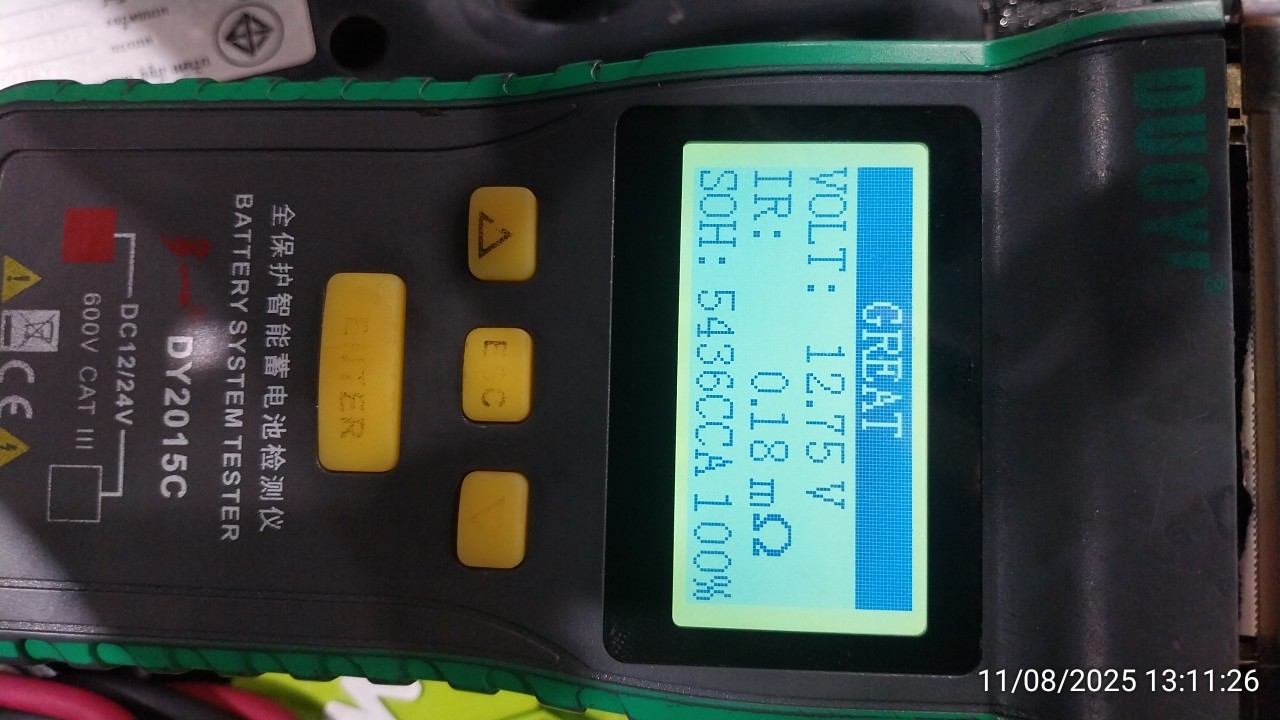 DUOYI®
GREAT
VOLT: 12.75 V
IR: 0.18 mΩ
SOH: 5436CCA 100%
ENTER
全保护智能蓄电池检测仪
BATTERY SYSTEM TESTER
DY2015C
DC12/24V
600V CAT III
CE
11/08/2025 13:11:26